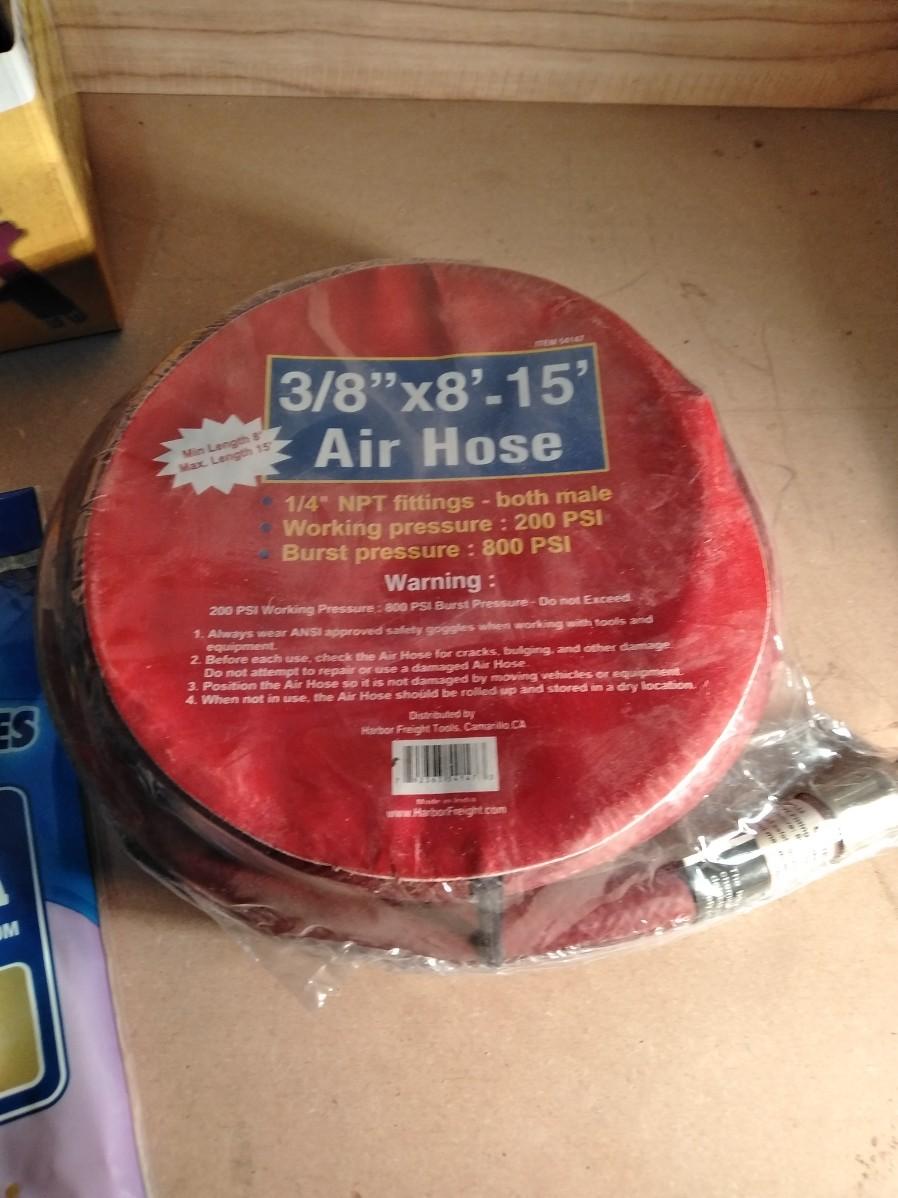 ITEM 54147
3/8”x8’-15’
Air Hose
Min Length 8'
Max. Length 15'
• 1/4" NPT fittings - both male
• Working pressure : 200 PSI
• Burst pressure : 800 PSI
Warning :
200 PSI Working Pressure : 800 PSI Burst Pressure - Do not Exceed
1. Always wear ANSI approved safety goggles when working with tools and
equipment.
2. Before each use, check the Air Hose for cracks, bulging, and other damage.
Do not attempt to repair or use a damaged Air Hose.
3. Position the Air Hose so it is not damaged by moving vehicles or equipment.
4. When not in use, the Air Hose should be rolled up and stored in a dry location.
Distributed by
Harbor Freight Tools, Camarillo, CA
Made in India
www.HarborFreight.com
ES
A
UM